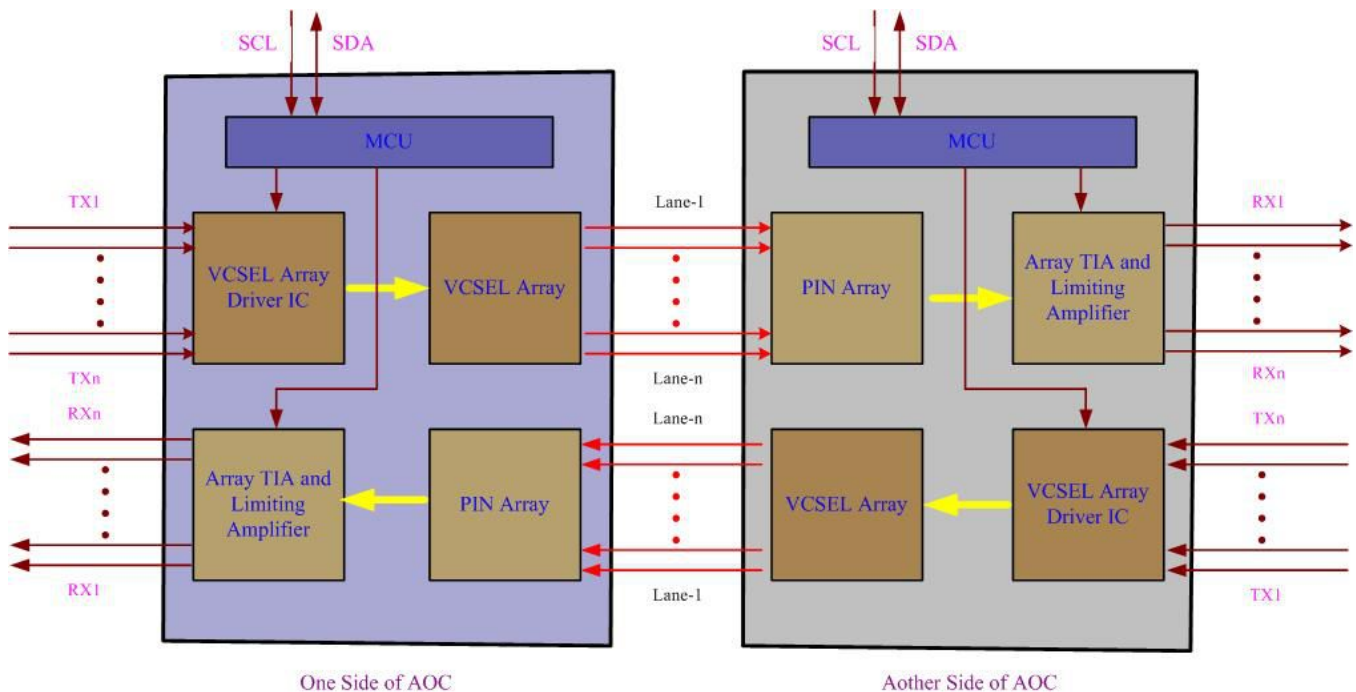 SCL SDA SCL SDA
MCU MCU
TX1 Lane-1 RX1
VCSEL Array
Driver IC
VCSEL Array
PIN Array
Array TIA and
Limiting
Amplifier
TXn Lane-n RXn
RXn Lane-n TXn
Array TIA and
Limiting
Amplifier
PIN Array
VCSEL Array
VCSEL Array
Driver IC
RX1 Lane-1 TX1
One Side of AOC Aother Side of AOC